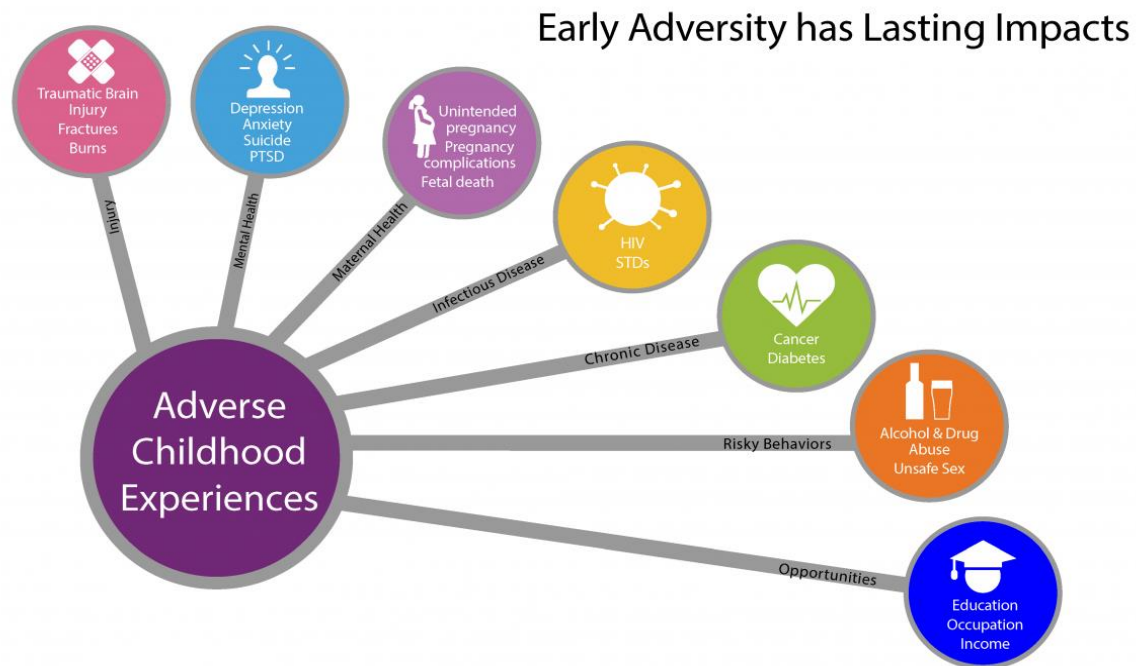 Early Adversity has Lasting Impacts
Traumatic Brain
Injury
Fractures
Burns
Injury
Depression
Anxiety
Suicide
PTSD
Mental Health
Unintended
pregnancy
Pregnancy
complications
Fetal death
Maternal Health
HIV
STDs
Infectious Disease
Cancer
Diabetes
Chronic Disease
Alcohol & Drug
Abuse
Unsafe Sex
Risky Behaviors
Education
Occupation
Income
Opportunities
Adverse
Childhood
Experiences